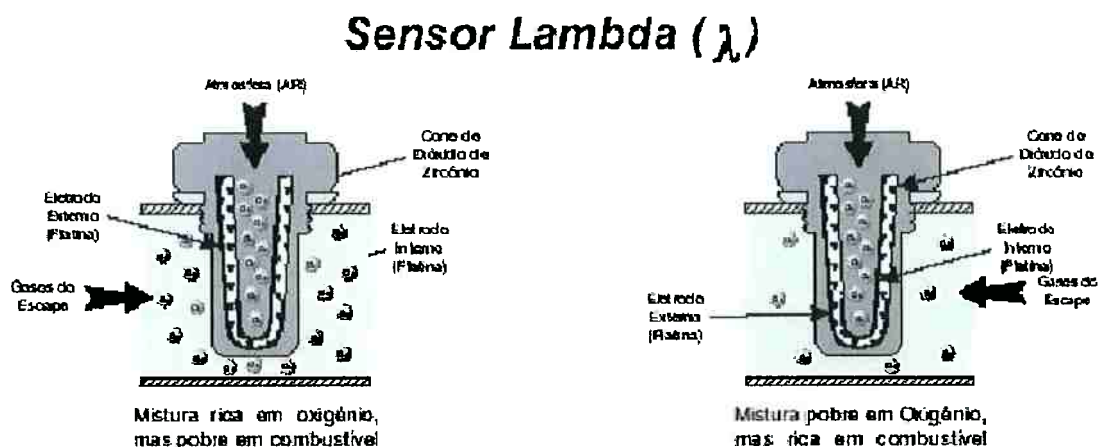 Sensor Lambda (λ)
Atmosfera (AR)
Cone de
Dióxido de
Zircônio
Eletrodo
Externo
(Platina)
Eletrodo
Interno
(Platina)
Gases de
Escape
Mistura rica em oxigênio,
mas pobre em combustível
Atmosfera (AR)
Cone de
Dióxido de
Zircônio
Eletrodo
Interno
(Platina)
Gases de
Escape
Eletrodo
Externo
(Platina)
Mistura pobre em Oxigênio,
mas rica em combustível